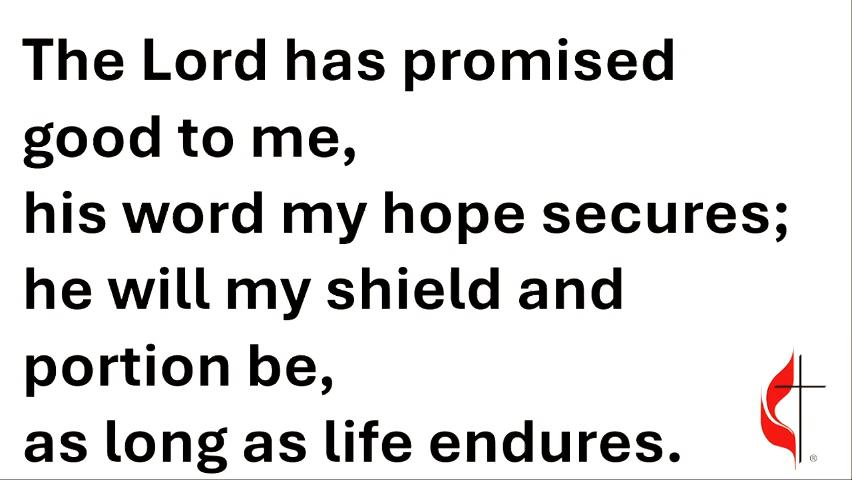 The Lord has promised
good to me,
his word my hope secures;
he will my shield and
portion be,
as long as life endures.
®